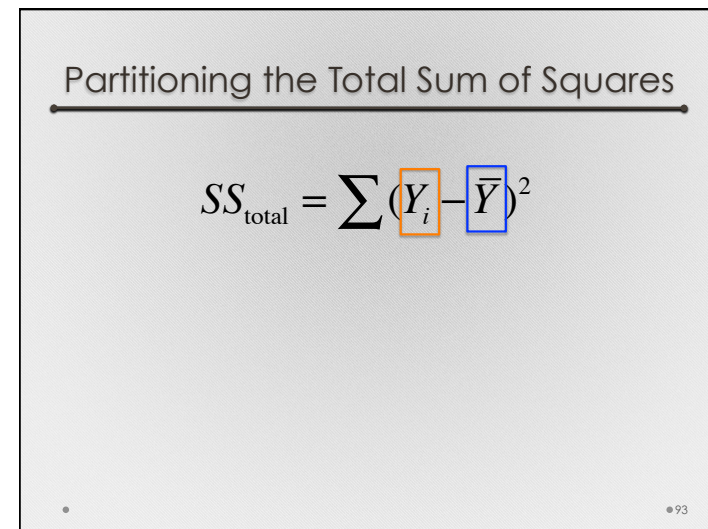 Partitioning the Total Sum of Squares
SS_total = ∑(Y_i − Ȳ)²
93